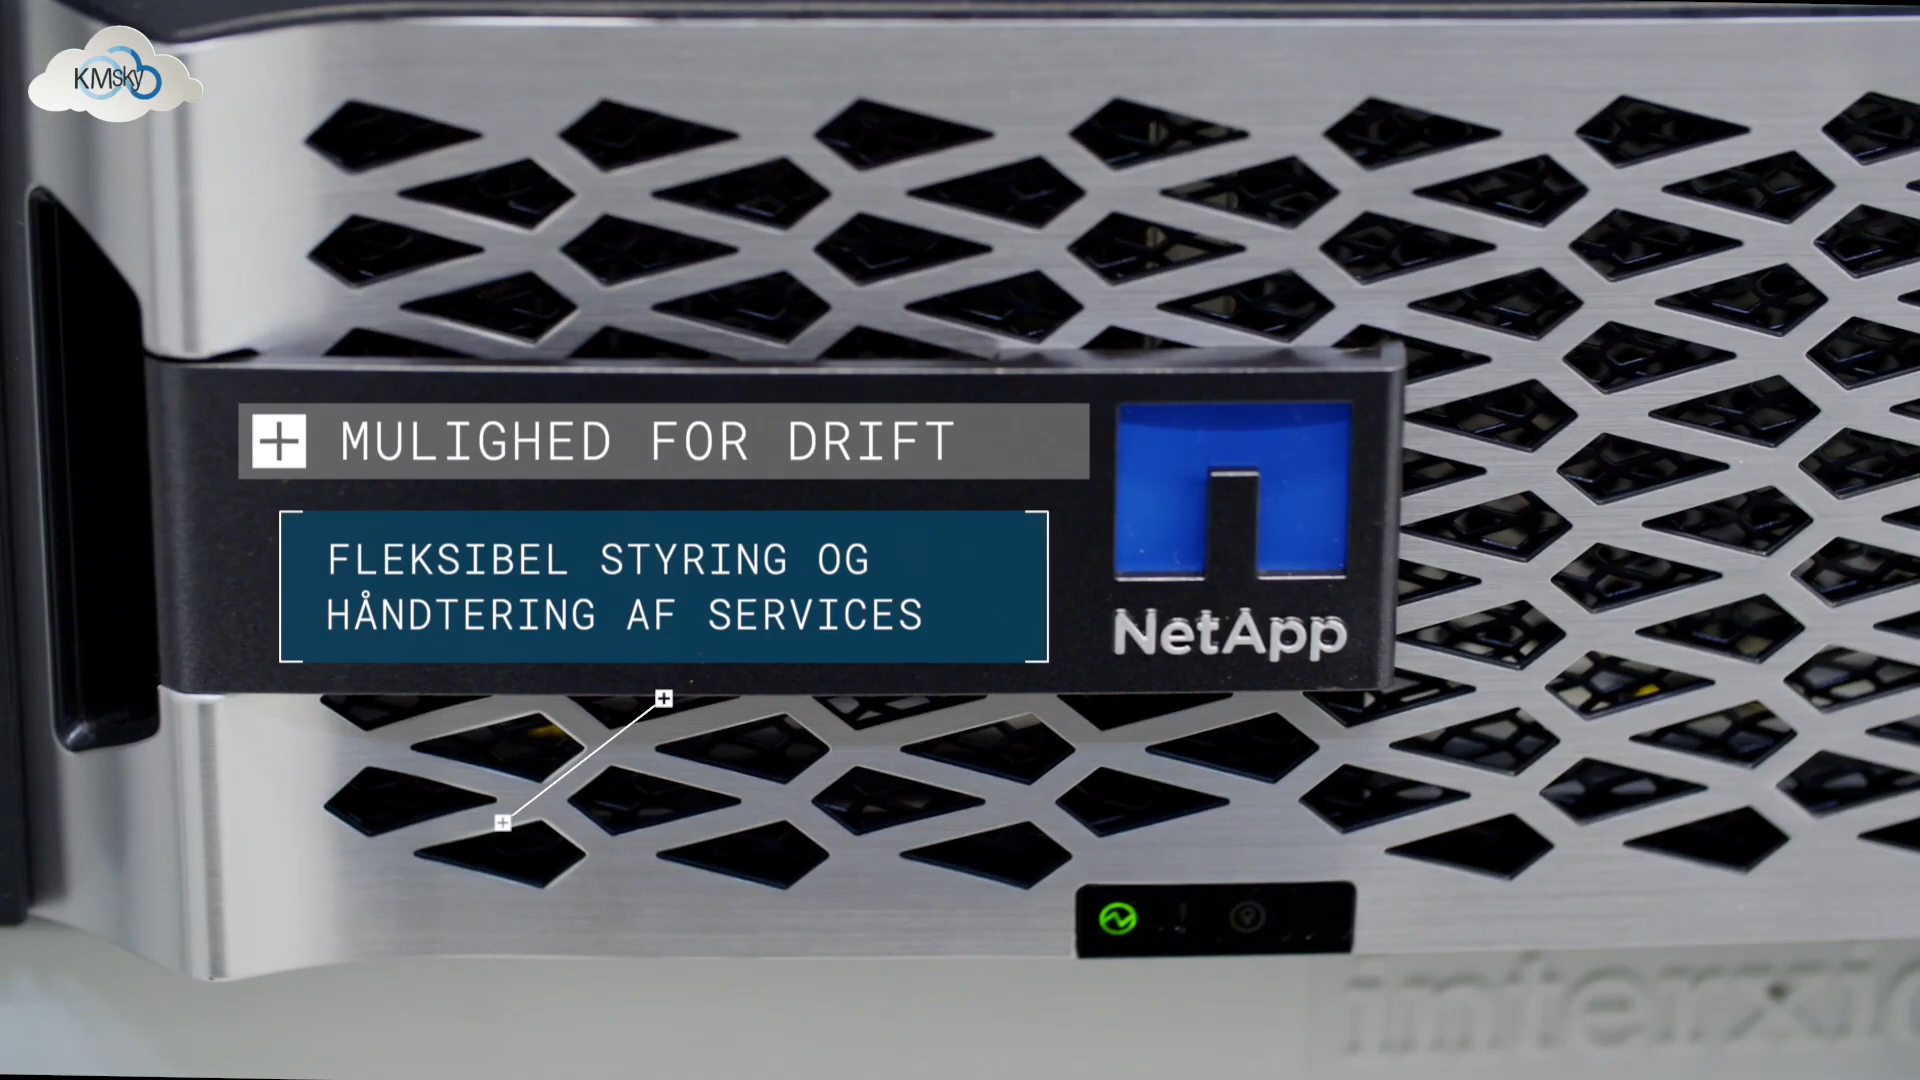 KMsky
+ MULIGHED FOR DRIFT
FLEKSIBEL STYRING OG
HÅNDTERING AF SERVICES
NetApp